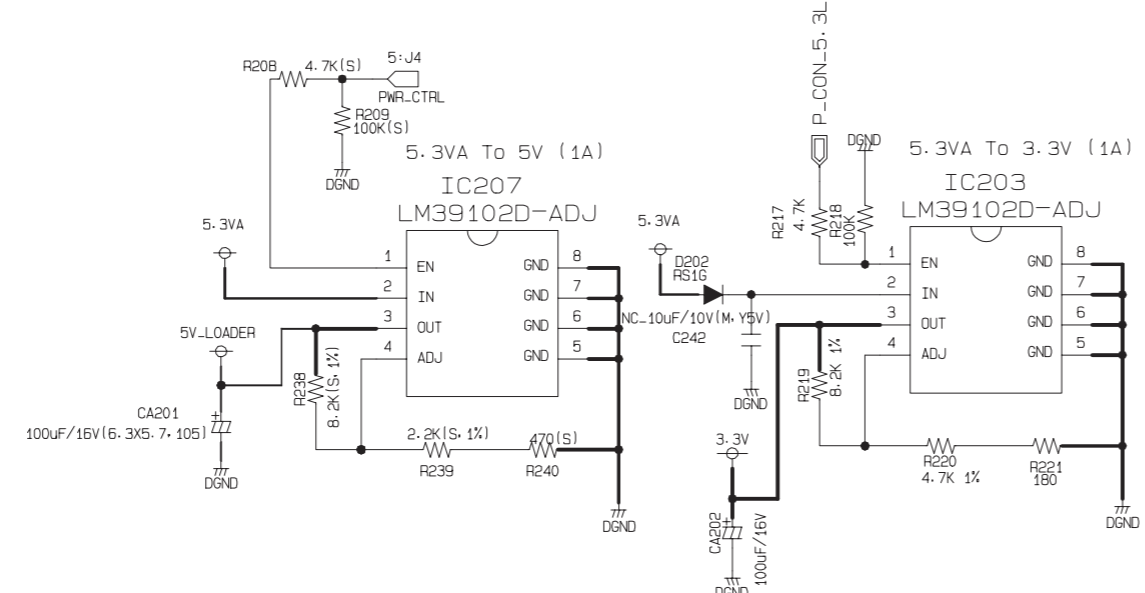 R208 4.7K(S)
5:J4
PWR_CTRL
R209
100K(S)
DGND
5.3VA To 5V (1A)
IC207
LM39102D-ADJ
5.3VA
1 EN GND 8
2 IN GND 7
3 OUT GND 6
4 ADJ GND 5
5V_LOADER
R238
8.2K(S,1%)
CA201
100uF/16V(6.3X5.7,105)
DGND
2.2K(S,1%)
R239
470(S)
R240
DGND
P_CON_5.3L
DGND
5.3VA To 3.3V (1A)
IC203
LM39102D-ADJ
R217
4.7K
R218
100K
5.3VA
D202
RS1G
1 EN GND 8
2 IN GND 7
3 OUT GND 6
4 ADJ GND 5
NC_10uF/10V(M,Y5V)
C242
DGND
R219
8.2K 1%
3.3V
R220
4.7K 1%
R221
180
CA202
100uF/16V
DGND
DGND